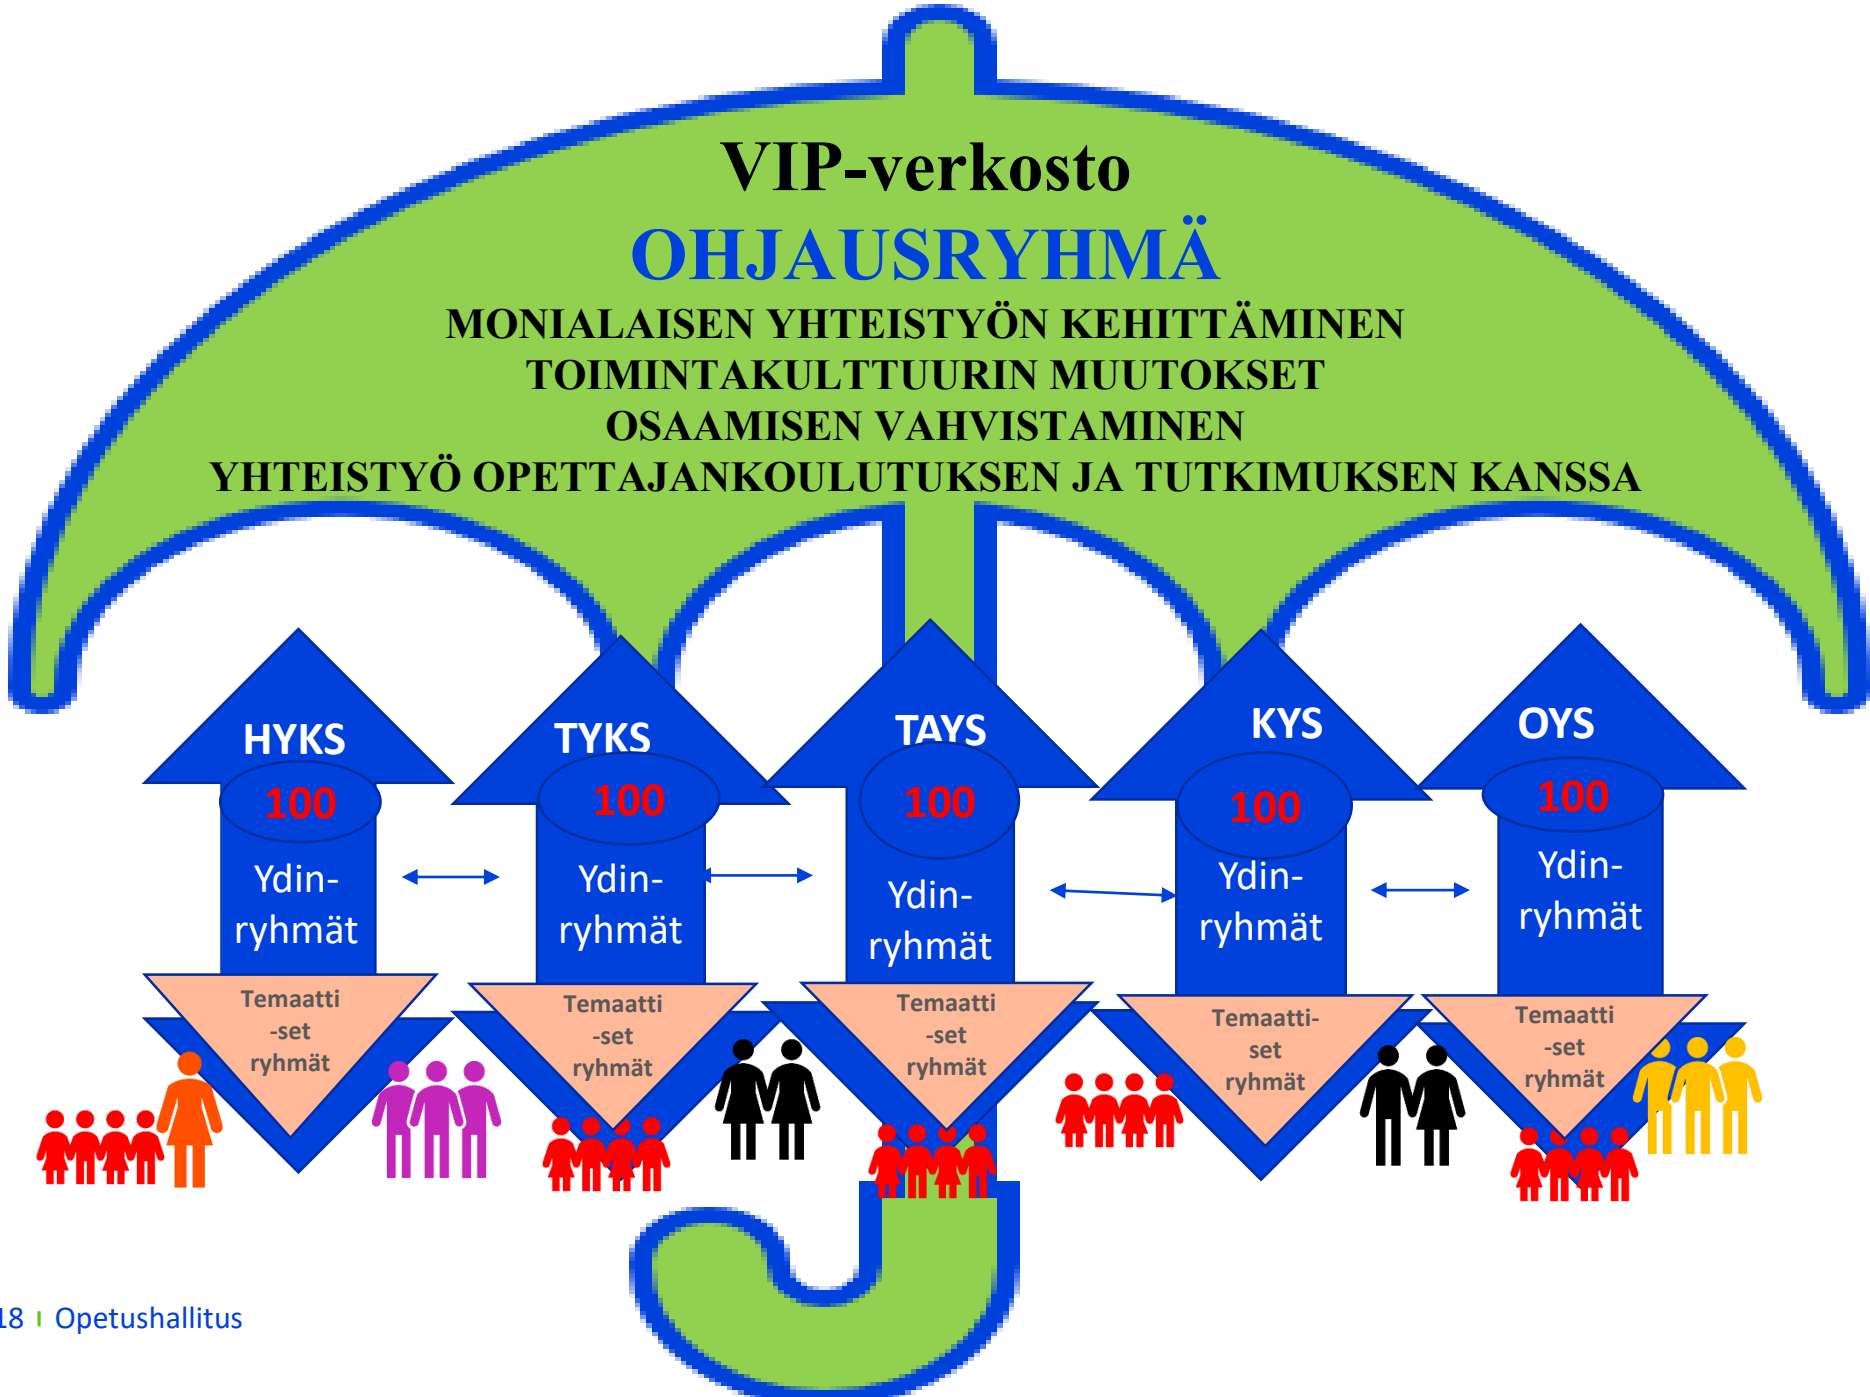 VIP-verkosto
OHJAUSRYHMÄ
MONIALAISEN YHTEISTYÖN KEHITTÄMINEN
TOIMINTAKULTTUURIN MUUTOKSET
OSAAMISEN VAHVISTAMINEN
YHTEISTYÖ OPETTAJANKOULUTUKSEN JA TUTKIMUKSEN KANSSA
HYKS
100
Ydin-
ryhmät
Temaatti
-set
ryhmät
TYKS
100
Ydin-
ryhmät
Temaatti
-set
ryhmät
TAYS
100
Ydin-
ryhmät
Temaatti
-set
ryhmät
KYS
100
Ydin-
ryhmät
Temaatti-
set
ryhmät
OYS
100
Ydin-
ryhmät
Temaatti
-set
ryhmät
18 Opetushallitus